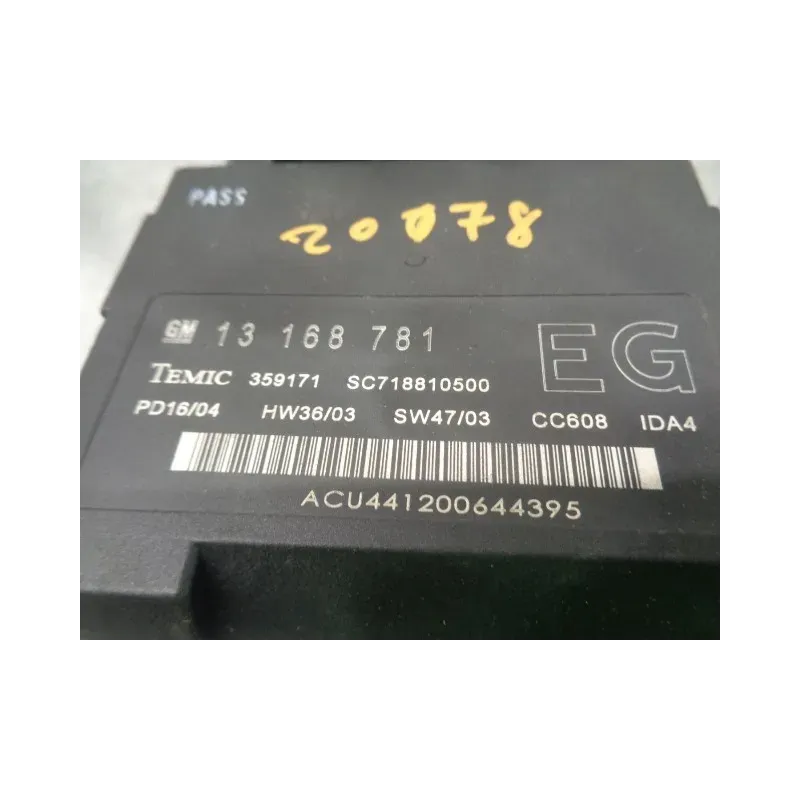 PASS
20078
GM 13 168 781 EG
TEMIC 359171 SC718810500
PD16/04 HW36/03 SW47/03 CC608 IDA4
ACU441200644395